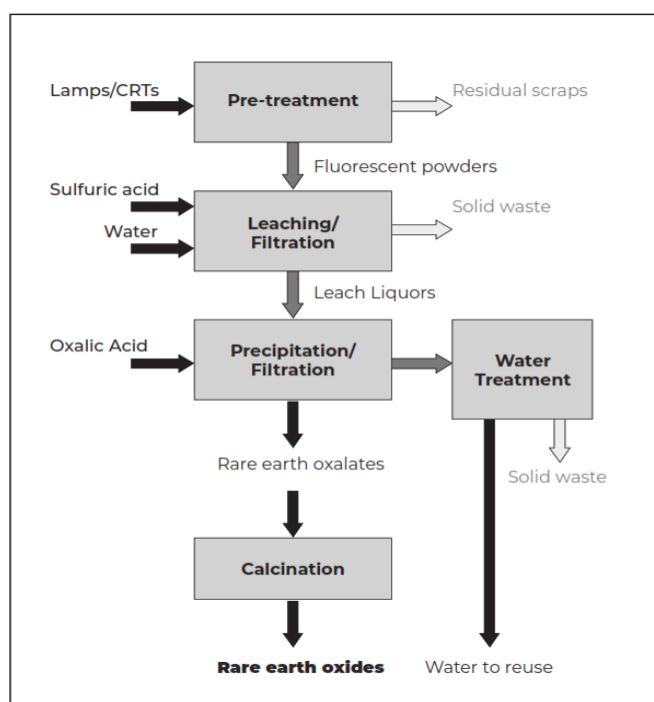 Lamps/CRTs
Pre-treatment
Residual scraps
Fluorescent powders
Sulfuric acid
Water
Leaching/
Filtration
Solid waste
Leach Liquors
Oxalic Acid
Precipitation/
Filtration
Water
Treatment
Rare earth oxalates
Solid waste
Calcination
Rare earth oxides
Water to reuse